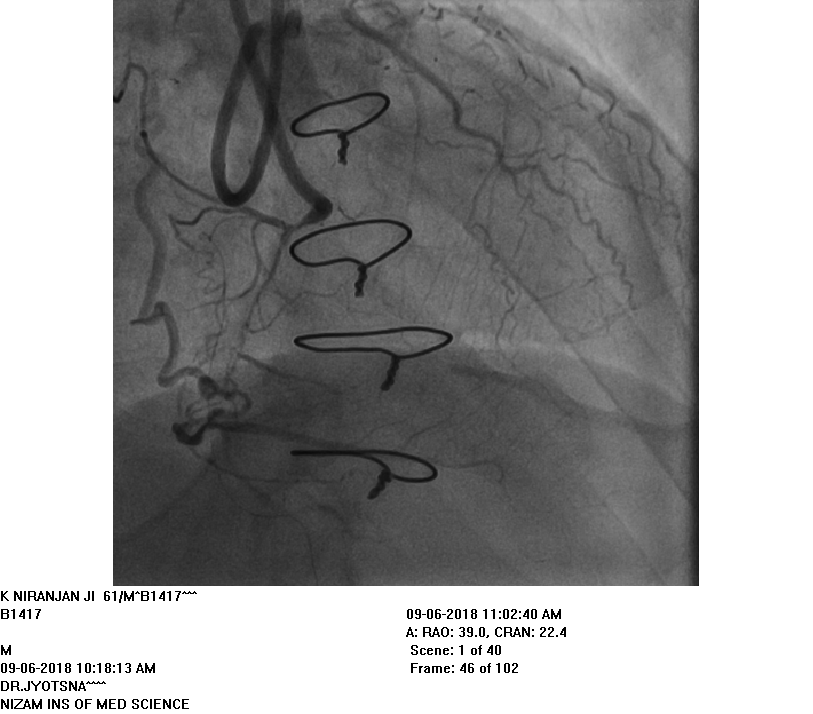 K NIRANJAN JI 61/M^B1417^^^
B1417
M
09-06-2018 10:18:13 AM
DR.JYOTSNA^^^^
NIZAM INS OF MED SCIENCE
09-06-2018 11:02:40 AM
A: RAO: 39.0, CRAN: 22.4
Scene: 1 of 40
Frame: 46 of 102